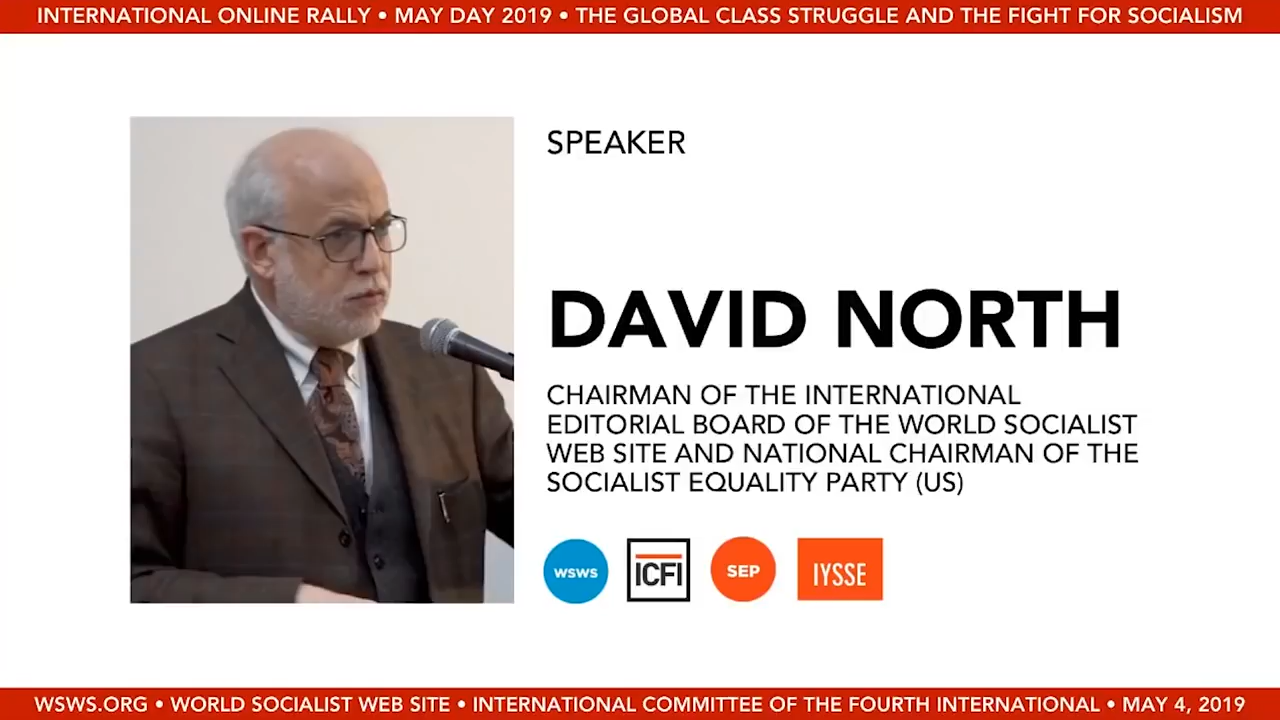 INTERNATIONAL ONLINE RALLY • MAY DAY 2019 • THE GLOBAL CLASS STRUGGLE AND THE FIGHT FOR SOCIALISM
SPEAKER
DAVID NORTH
CHAIRMAN OF THE INTERNATIONAL
EDITORIAL BOARD OF THE WORLD SOCIALIST
WEB SITE AND NATIONAL CHAIRMAN OF THE
SOCIALIST EQUALITY PARTY (US)
WSWS ICFI SEP IYSSE
WSWS.ORG • WORLD SOCIALIST WEB SITE • INTERNATIONAL COMMITTEE OF THE FOURTH INTERNATIONAL • MAY 4, 2019